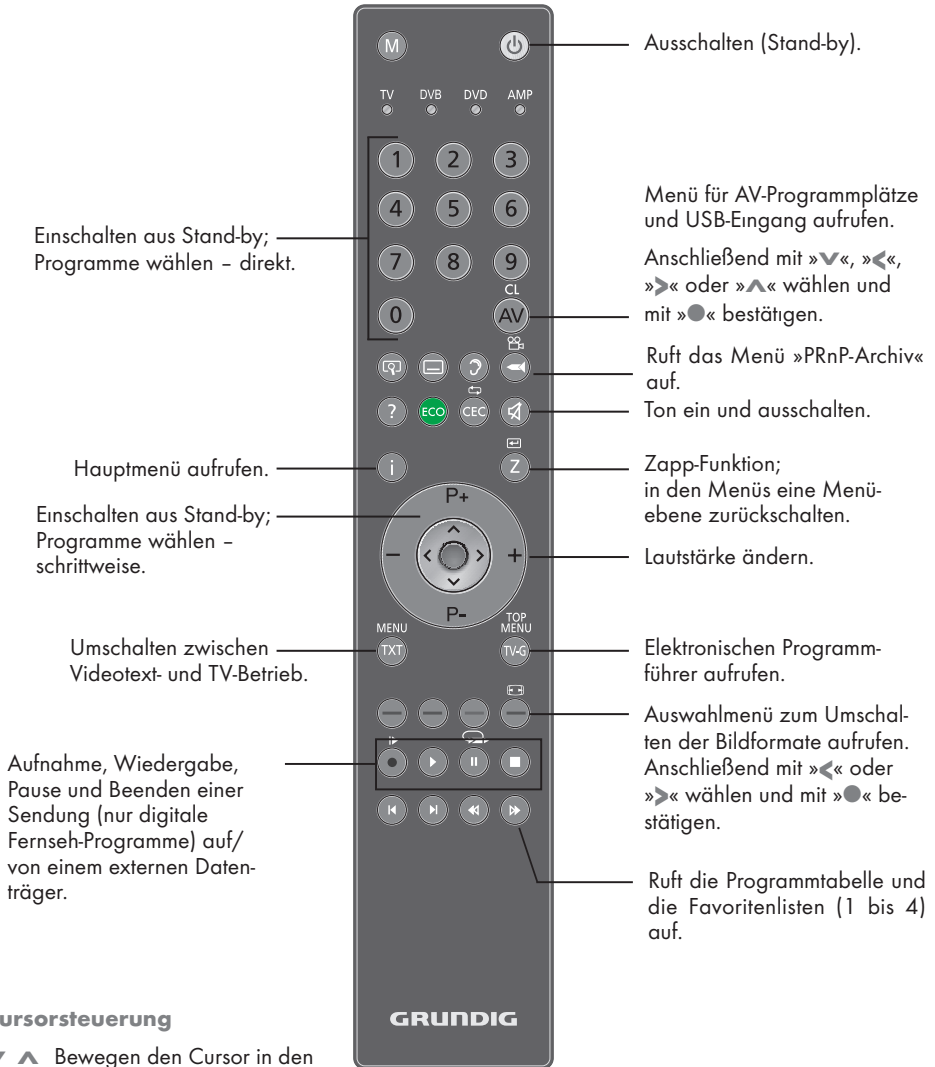 M
Ausschalten (Stand-by).
TV DVB DVD AMP
1 2 3
4 5 6
7 8 9
CL
0 AV
Einschalten aus Stand-by;
Programme wählen – direkt.
Menü für AV-Programmplätze
und USB-Eingang aufrufen.
Anschließend mit »⌵«, »<«,
»>« oder »^« wählen und
mit »●« bestätigen.
Ruft das Menü »PRnP-Archiv«
auf.
? ECO CEC
Ton ein und ausschalten.
i Z
Hauptmenü aufrufen.
Zapp-Funktion;
in den Menüs eine Menü-
ebene zurückschalten.
P+
Einschalten aus Stand-by;
Programme wählen –
schrittweise.
- +
Lautstärke ändern.
P-
MENU
TXT
TOP
MENU
TV-G
Umschalten zwischen
Videotext- und TV-Betrieb.
Elektronischen Programm-
führer aufrufen.
Auswahlmenü zum Umschal-
ten der Bildformate aufrufen.
Anschließend mit »<« oder
»>« wählen und mit »●« be-
stätigen.
Aufnahme, Wiedergabe,
Pause und Beenden einer
Sendung (nur digitale
Fernseh-Programme) auf/
von einem externen Daten-
träger.
Ruft die Programmtabelle und
die Favoritenlisten (1 bis 4)
auf.
GRUNDIG
ursorsteuerung
^ Bewegen den Cursor in den